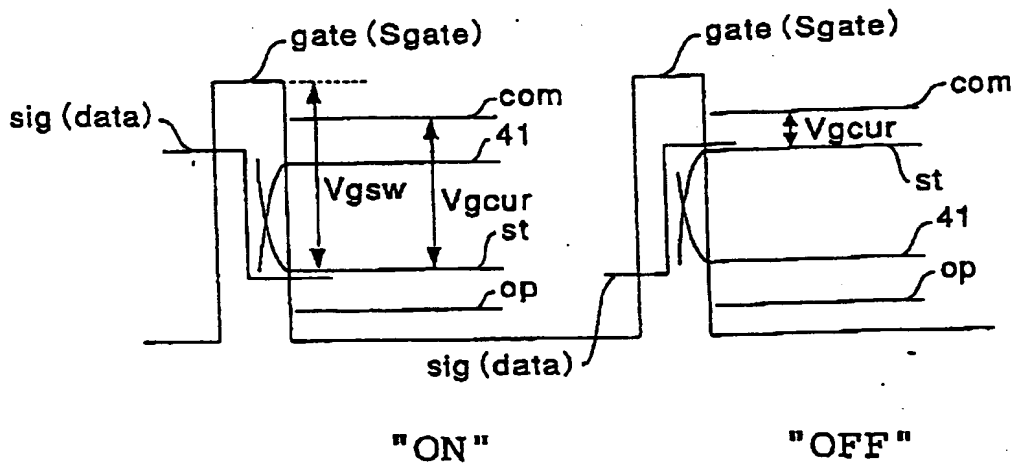 gate (Sgate)
gate (Sgate)
com
com
sig (data)
41
Vgcur
Vgsw
Vgcur
st
st
41
op
op
sig (data)
"ON"
"OFF"